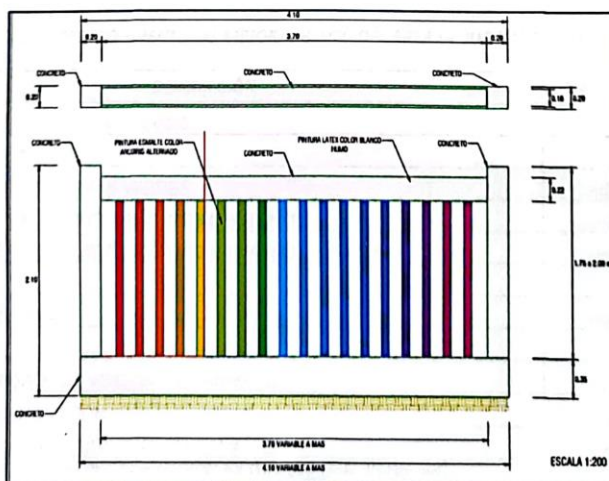 4.10
0.20 3.70 0.20
CONCRETO CONCRETO CONCRETO
0.20 0.15 0.20
CONCRETO PINTURA ESMALTE COLOR ARCOIRIS ALTERNADO CONCRETO PINTURA LATEX COLOR BLANCO HUMO CONCRETO
0.22
2.10
0.35
CONCRETO
3.70 VARIABLE A MAS
4.10 VARIABLE A MAS
ESCALA 1:200